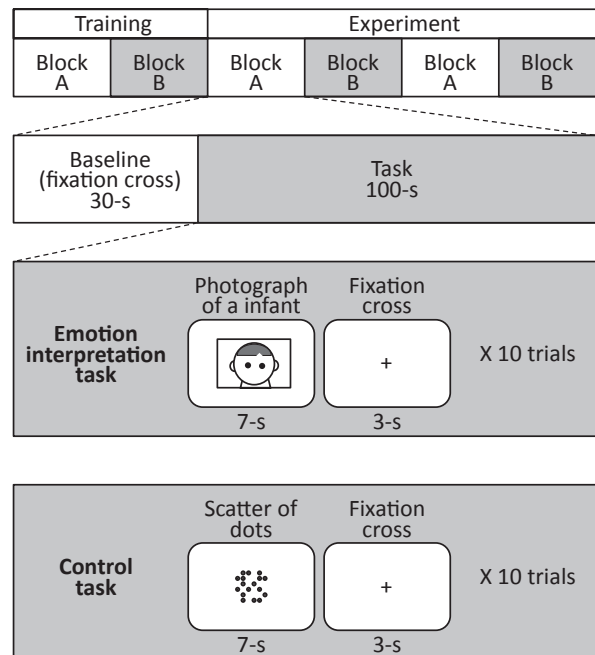 Training Experiment
Block Block Block Block Block Block
A B A B A B
Baseline
(fixation cross)
30-s
Task
100-s
Emotion
interpretation
task
Photograph
of a infant
7-s
Fixation
cross
+
3-s
X 10 trials
Control
task
Scatter of
dots
7-s
Fixation
cross
+
3-s
X 10 trials